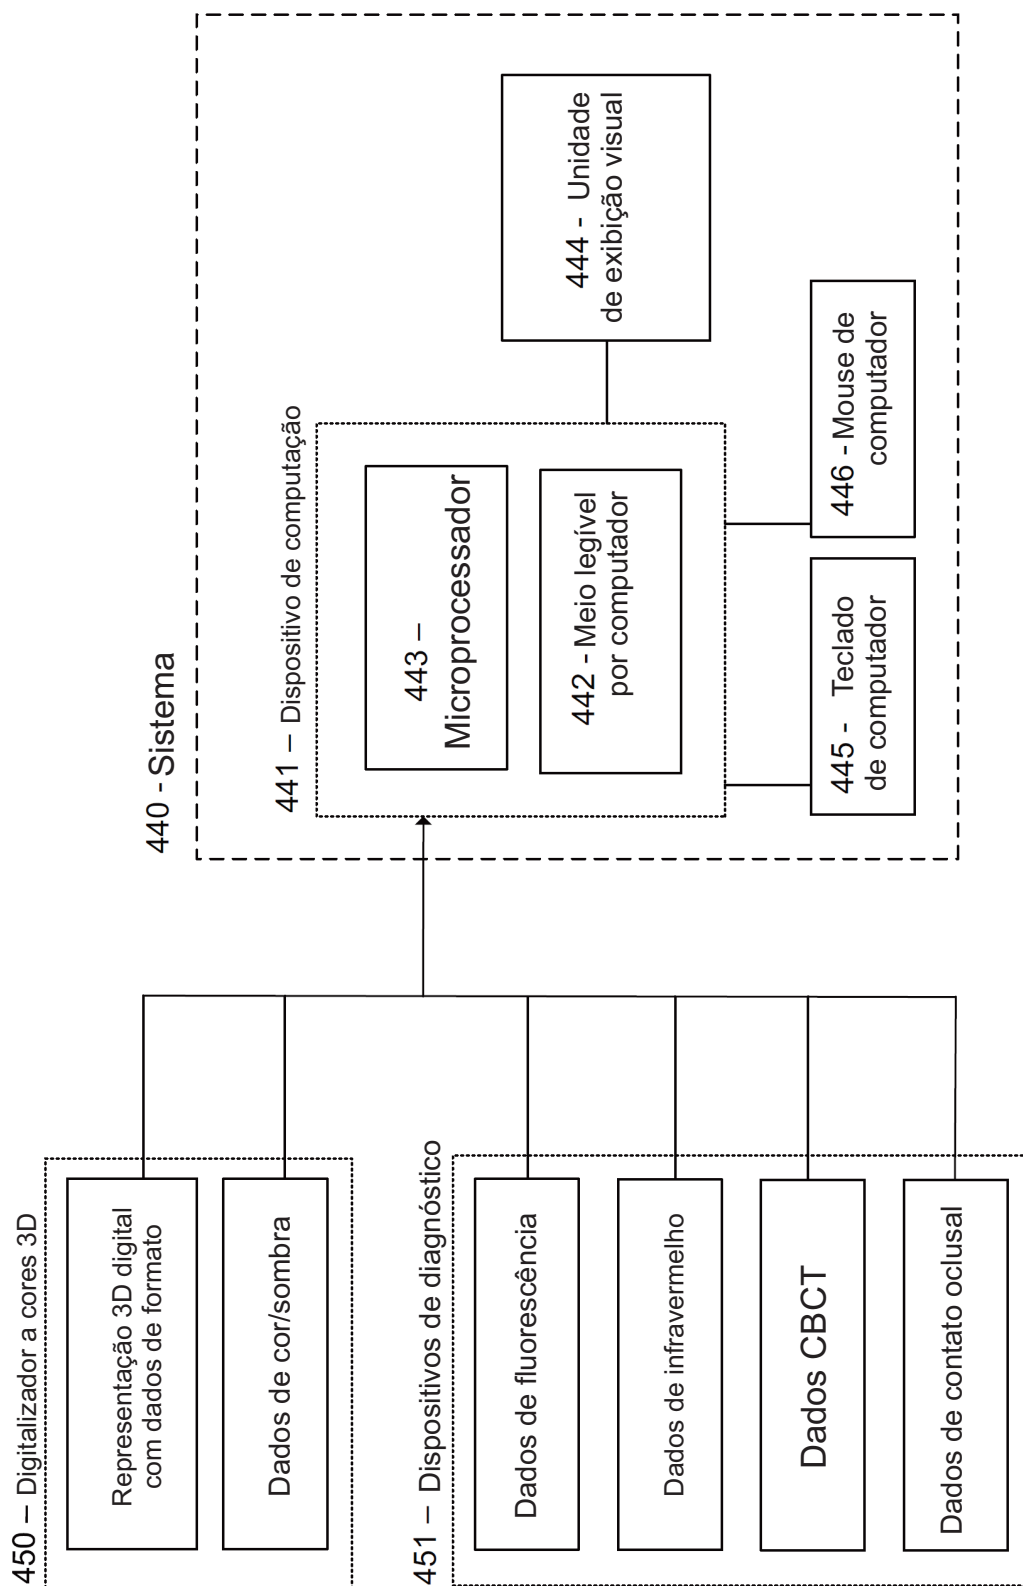 450 – Digitalizador a cores 3D
Representação 3D digital
com dados de formato
Dados de cor/sombra
451 – Dispositivos de diagnóstico
Dados de fluorescência
Dados de infravermelho
Dados CBCT
Dados de contato oclusal
440 - Sistema
441 – Dispositivo de computação
443 –
Microprocessador
442 - Meio legível
por computador
444 - Unidade
de exibição visual
445 - Teclado
de computador
446 - Mouse de
computador